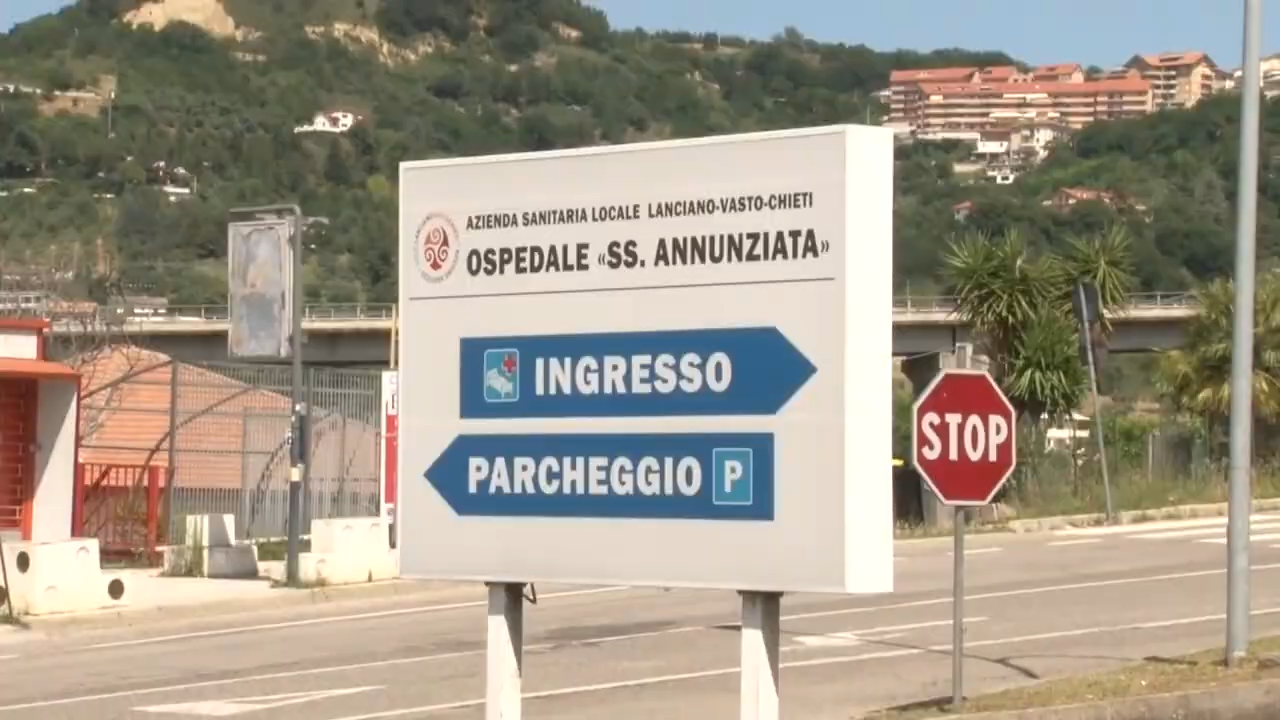 AZIENDA SANITARIA LOCALE LANCIANO-VASTO-CHIETI
OSPEDALE «SS. ANNUNZIATA»
INGRESSO
PARCHEGGIO P
STOP